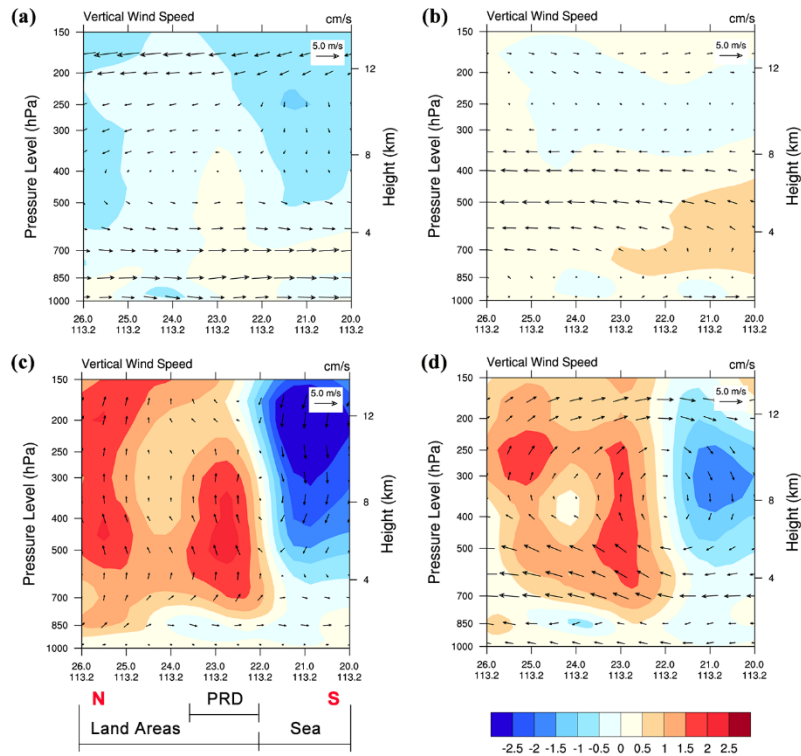 (a)
Vertical Wind Speed cm/s
5.0 m/s
Pressure Level (hPa)
150
200
250
300
400
500
700
850
1000
12
8
4
Height (km)
26.0 25.0 24.0 23.0 22.0 21.0 20.0
113.2 113.2 113.2 113.2 113.2 113.2 113.2
(b)
Vertical Wind Speed cm/s
5.0 m/s
Pressure Level (hPa)
150
200
250
300
400
500
700
850
1000
12
8
4
Height (km)
26.0 25.0 24.0 23.0 22.0 21.0 20.0
113.2 113.2 113.2 113.2 113.2 113.2 113.2
(c)
Vertical Wind Speed cm/s
5.0 m/s
Pressure Level (hPa)
150
200
250
300
400
500
700
850
1000
12
8
4
Height (km)
26.0 25.0 24.0 23.0 22.0 21.0 20.0
113.2 113.2 113.2 113.2 113.2 113.2 113.2
N PRD S
Land Areas Sea
(d)
Vertical Wind Speed cm/s
5.0 m/s
Pressure Level (hPa)
150
200
250
300
400
500
700
850
1000
12
8
4
Height (km)
26.0 25.0 24.0 23.0 22.0 21.0 20.0
113.2 113.2 113.2 113.2 113.2 113.2 113.2
-2.5 -2 -1.5 -1 -0.5 0 0.5 1 1.5 2 2.5